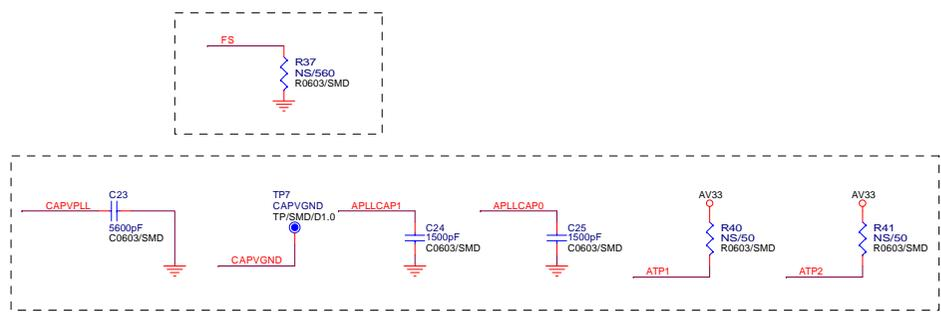 FS
R37
NS/560
R0603/SMD
C23
CAPVPLL
5600pF
C0603/SMD
TP7
CAPVGND
TP/SMD/D1.0
CAPVGND
APLLCAP1
C24
1500pF
C0603/SMD
APLLCAP0
C25
1500pF
C0603/SMD
AV33
R40
NS/50
R0603/SMD
ATP1
AV33
R41
NS/50
R0603/SMD
ATP2